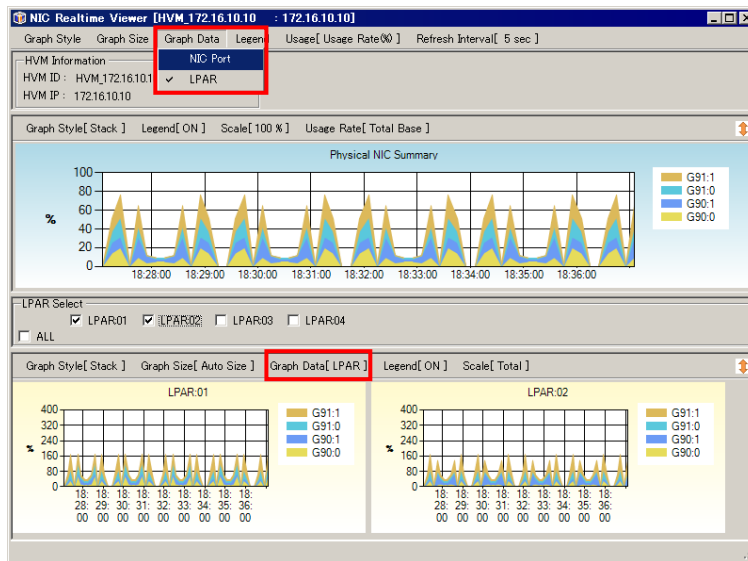 NIC Realtime Viewer [HVM_172.16.10.10 : 172.16.10.10]
Graph Style Graph Size Graph Data Legend Usage[ Usage Rate(%) ] Refresh Interval[ 5 sec ]
NIC Port
LPAR
HVM Information
HVM ID : HVM_172.16.10.1
HVM IP : 172.16.10.10
Graph Style[ Stack ] Legend[ ON ] Scale[ 100 % ] Usage Rate[ Total Base ]
Physical NIC Summary
100
80
60
40
20
0
%
18:28:00 18:29:00 18:30:00 18:31:00 18:32:00 18:33:00 18:34:00 18:35:00 18:36:00
G91:1
G91:0
G90:1
G90:0
LPAR Select
LPAR:01 LPAR:02 LPAR:03 LPAR:04
ALL
Graph Style[ Stack ] Graph Size[ Auto Size ] Graph Data[ LPAR ] Legend[ ON ] Scale[ Total ]
LPAR:01
400
320
240
160
80
0
%
18: 18: 18: 18: 18: 18: 18: 18: 18:
28: 29: 30: 31: 32: 33: 34: 35: 36:
00 00 00 00 00 00 00 00 00
G91:1
G91:0
G90:1
G90:0
LPAR:02
400
320
240
160
80
0
%
18: 18: 18: 18: 18: 18: 18: 18: 18:
28: 29: 30: 31: 32: 33: 34: 35: 36:
00 00 00 00 00 00 00 00 00
G91:1
G91:0
G90:1
G90:0